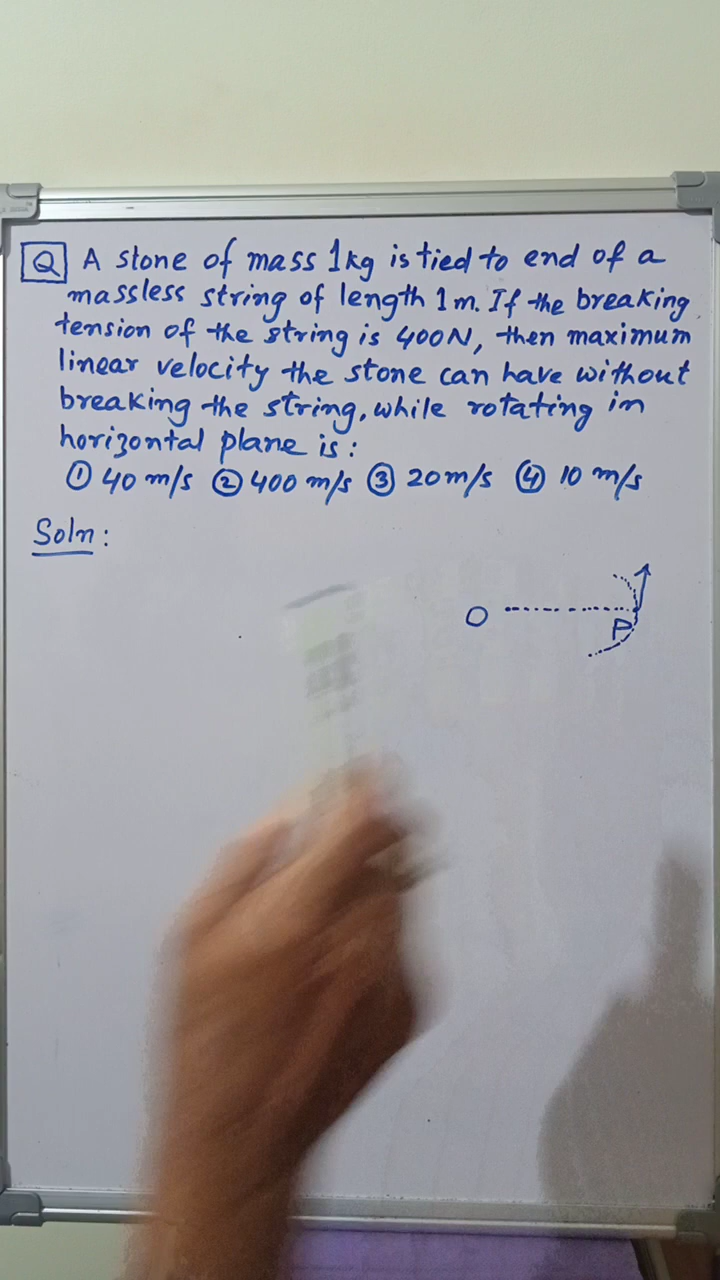 Q A stone of mass 1kg is tied to end of a
massless string of length 1m. If the breaking
tension of the string is 400N, then maximum
linear velocity the stone can have without
breaking the string, while rotating in
horizontal plane is:
① 40 m/s ② 400 m/s ③ 20m/s ④ 10 m/s
Soln:
O P